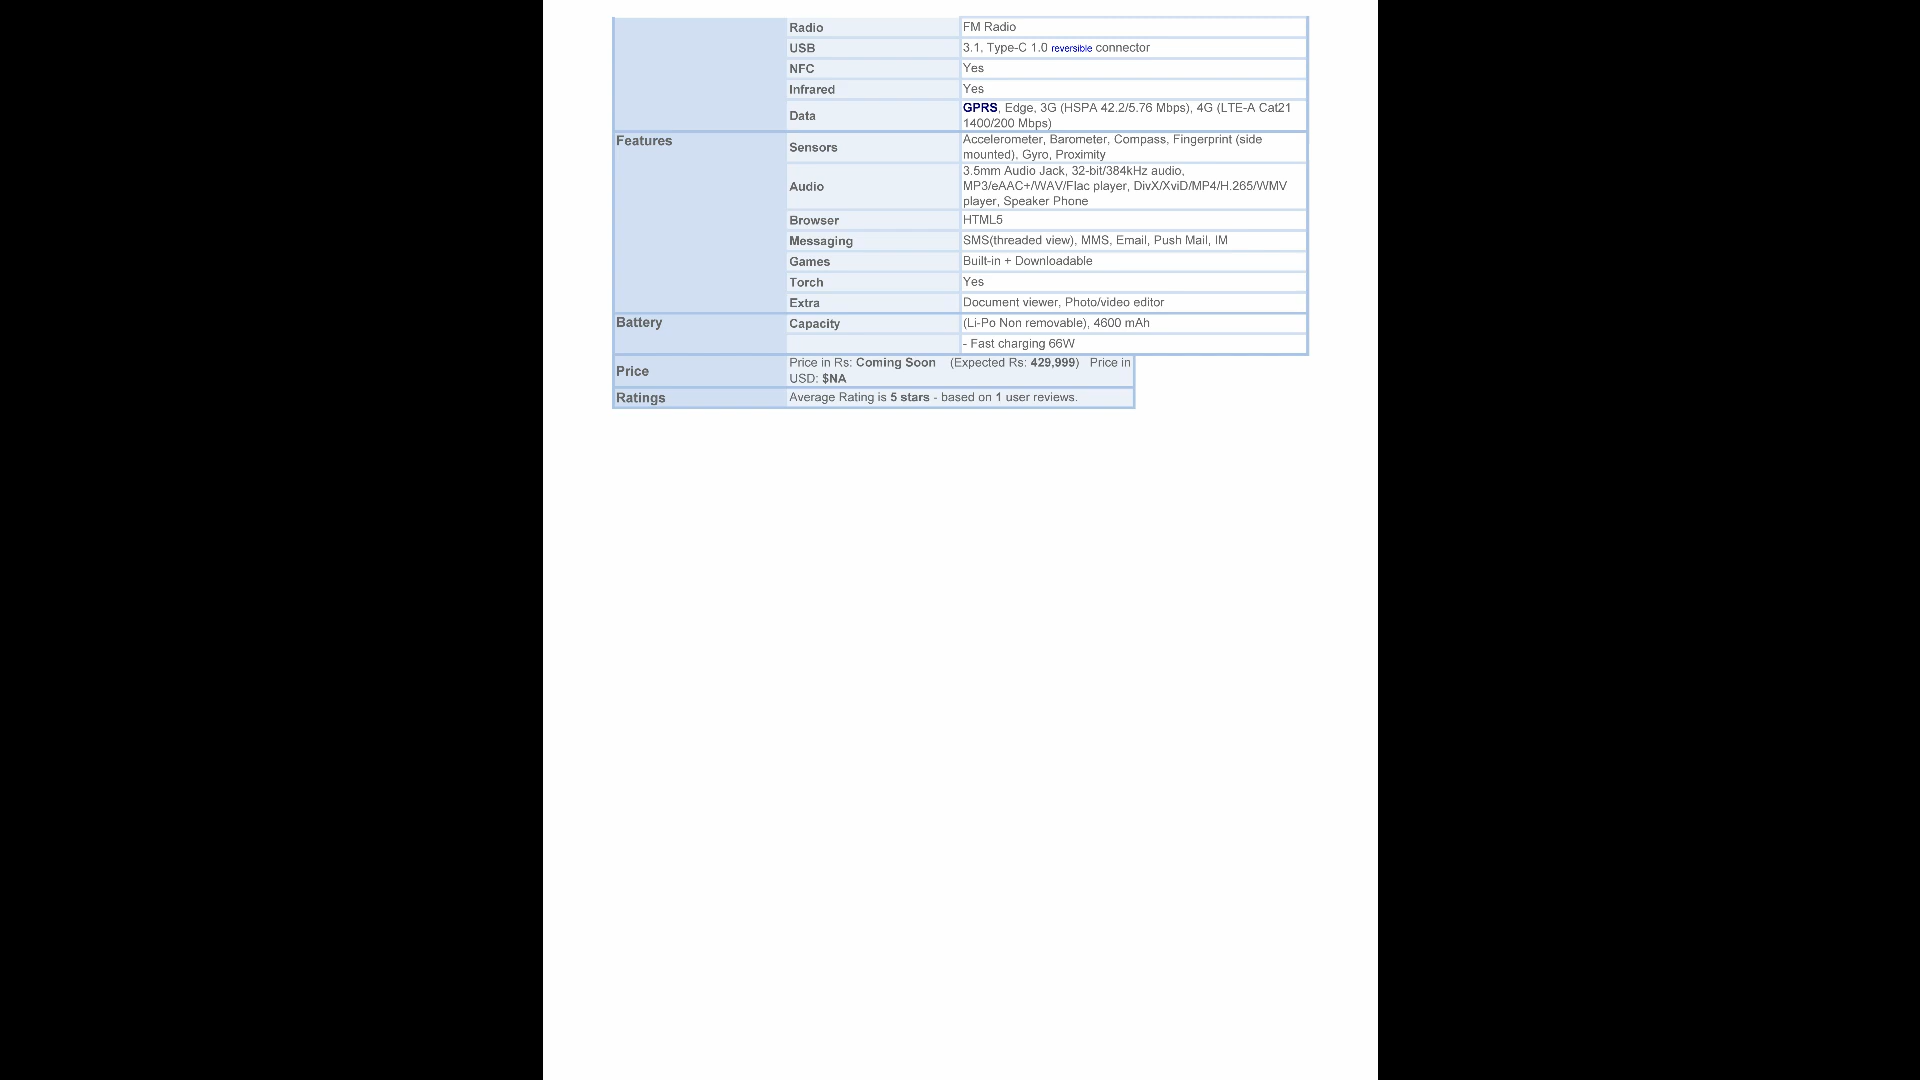 Radio FM Radio
USB 3.1, Type-C 1.0 reversible connector
NFC Yes
Infrared Yes
Data GPRS, Edge, 3G (HSPA 42.2/5.76 Mbps), 4G (LTE-A Cat21
1400/200 Mbps)
Features Sensors Accelerometer, Barometer, Compass, Fingerprint (side
mounted), Gyro, Proximity
Audio 3.5mm Audio Jack, 32-bit/384kHz audio,
MP3/eAAC+/WAV/Flac player, DivX/XviD/MP4/H.265/WMV
player, Speaker Phone
Browser HTML5
Messaging SMS(threaded view), MMS, Email, Push Mail, IM
Games Built-in + Downloadable
Torch Yes
Extra Document viewer, Photo/video editor
Battery Capacity (Li-Po Non removable), 4600 mAh
- Fast charging 66W
Price Price in Rs: Coming Soon (Expected Rs: 429,999) Price in
USD: $NA
Ratings Average Rating is 5 stars - based on 1 user reviews.